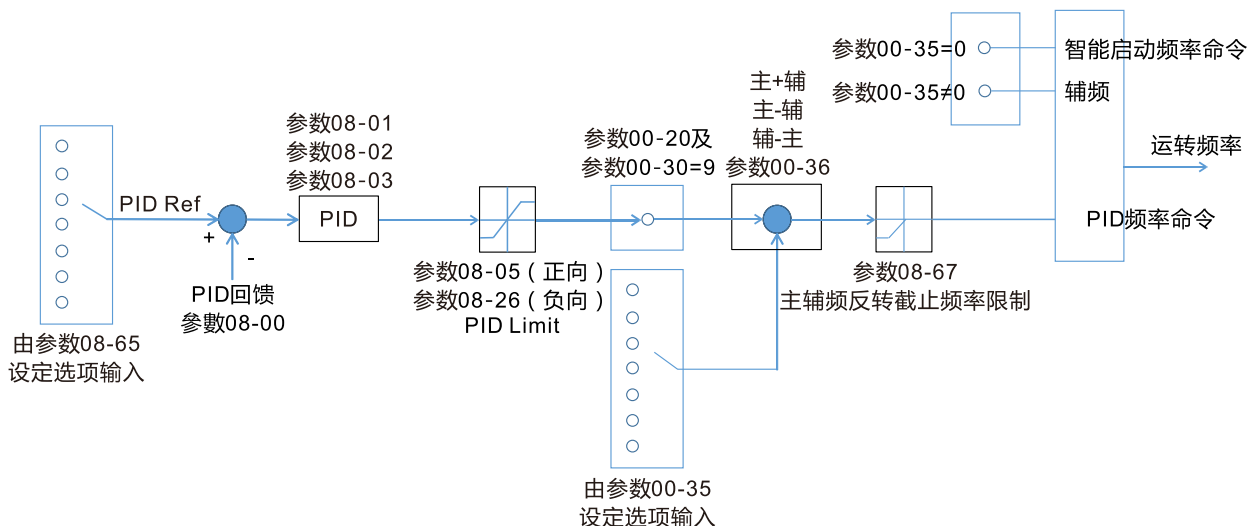 参数00-35=0
智能启动频率命令
参数00-35≠0
辅频
运转频率
PID频率命令
主+辅
主-辅
辅-主
参数00-36
参数00-20及
参数00-30=9
参数08-01
参数08-02
参数08-03
PID
PID Ref
+
-
PID回馈
參數08-00
由参数08-65
设定选项输入
参数08-05（正向）
参数08-26（负向）
PID Limit
参数08-67
主辅频反转截止频率限制
由参数00-35
设定选项输入